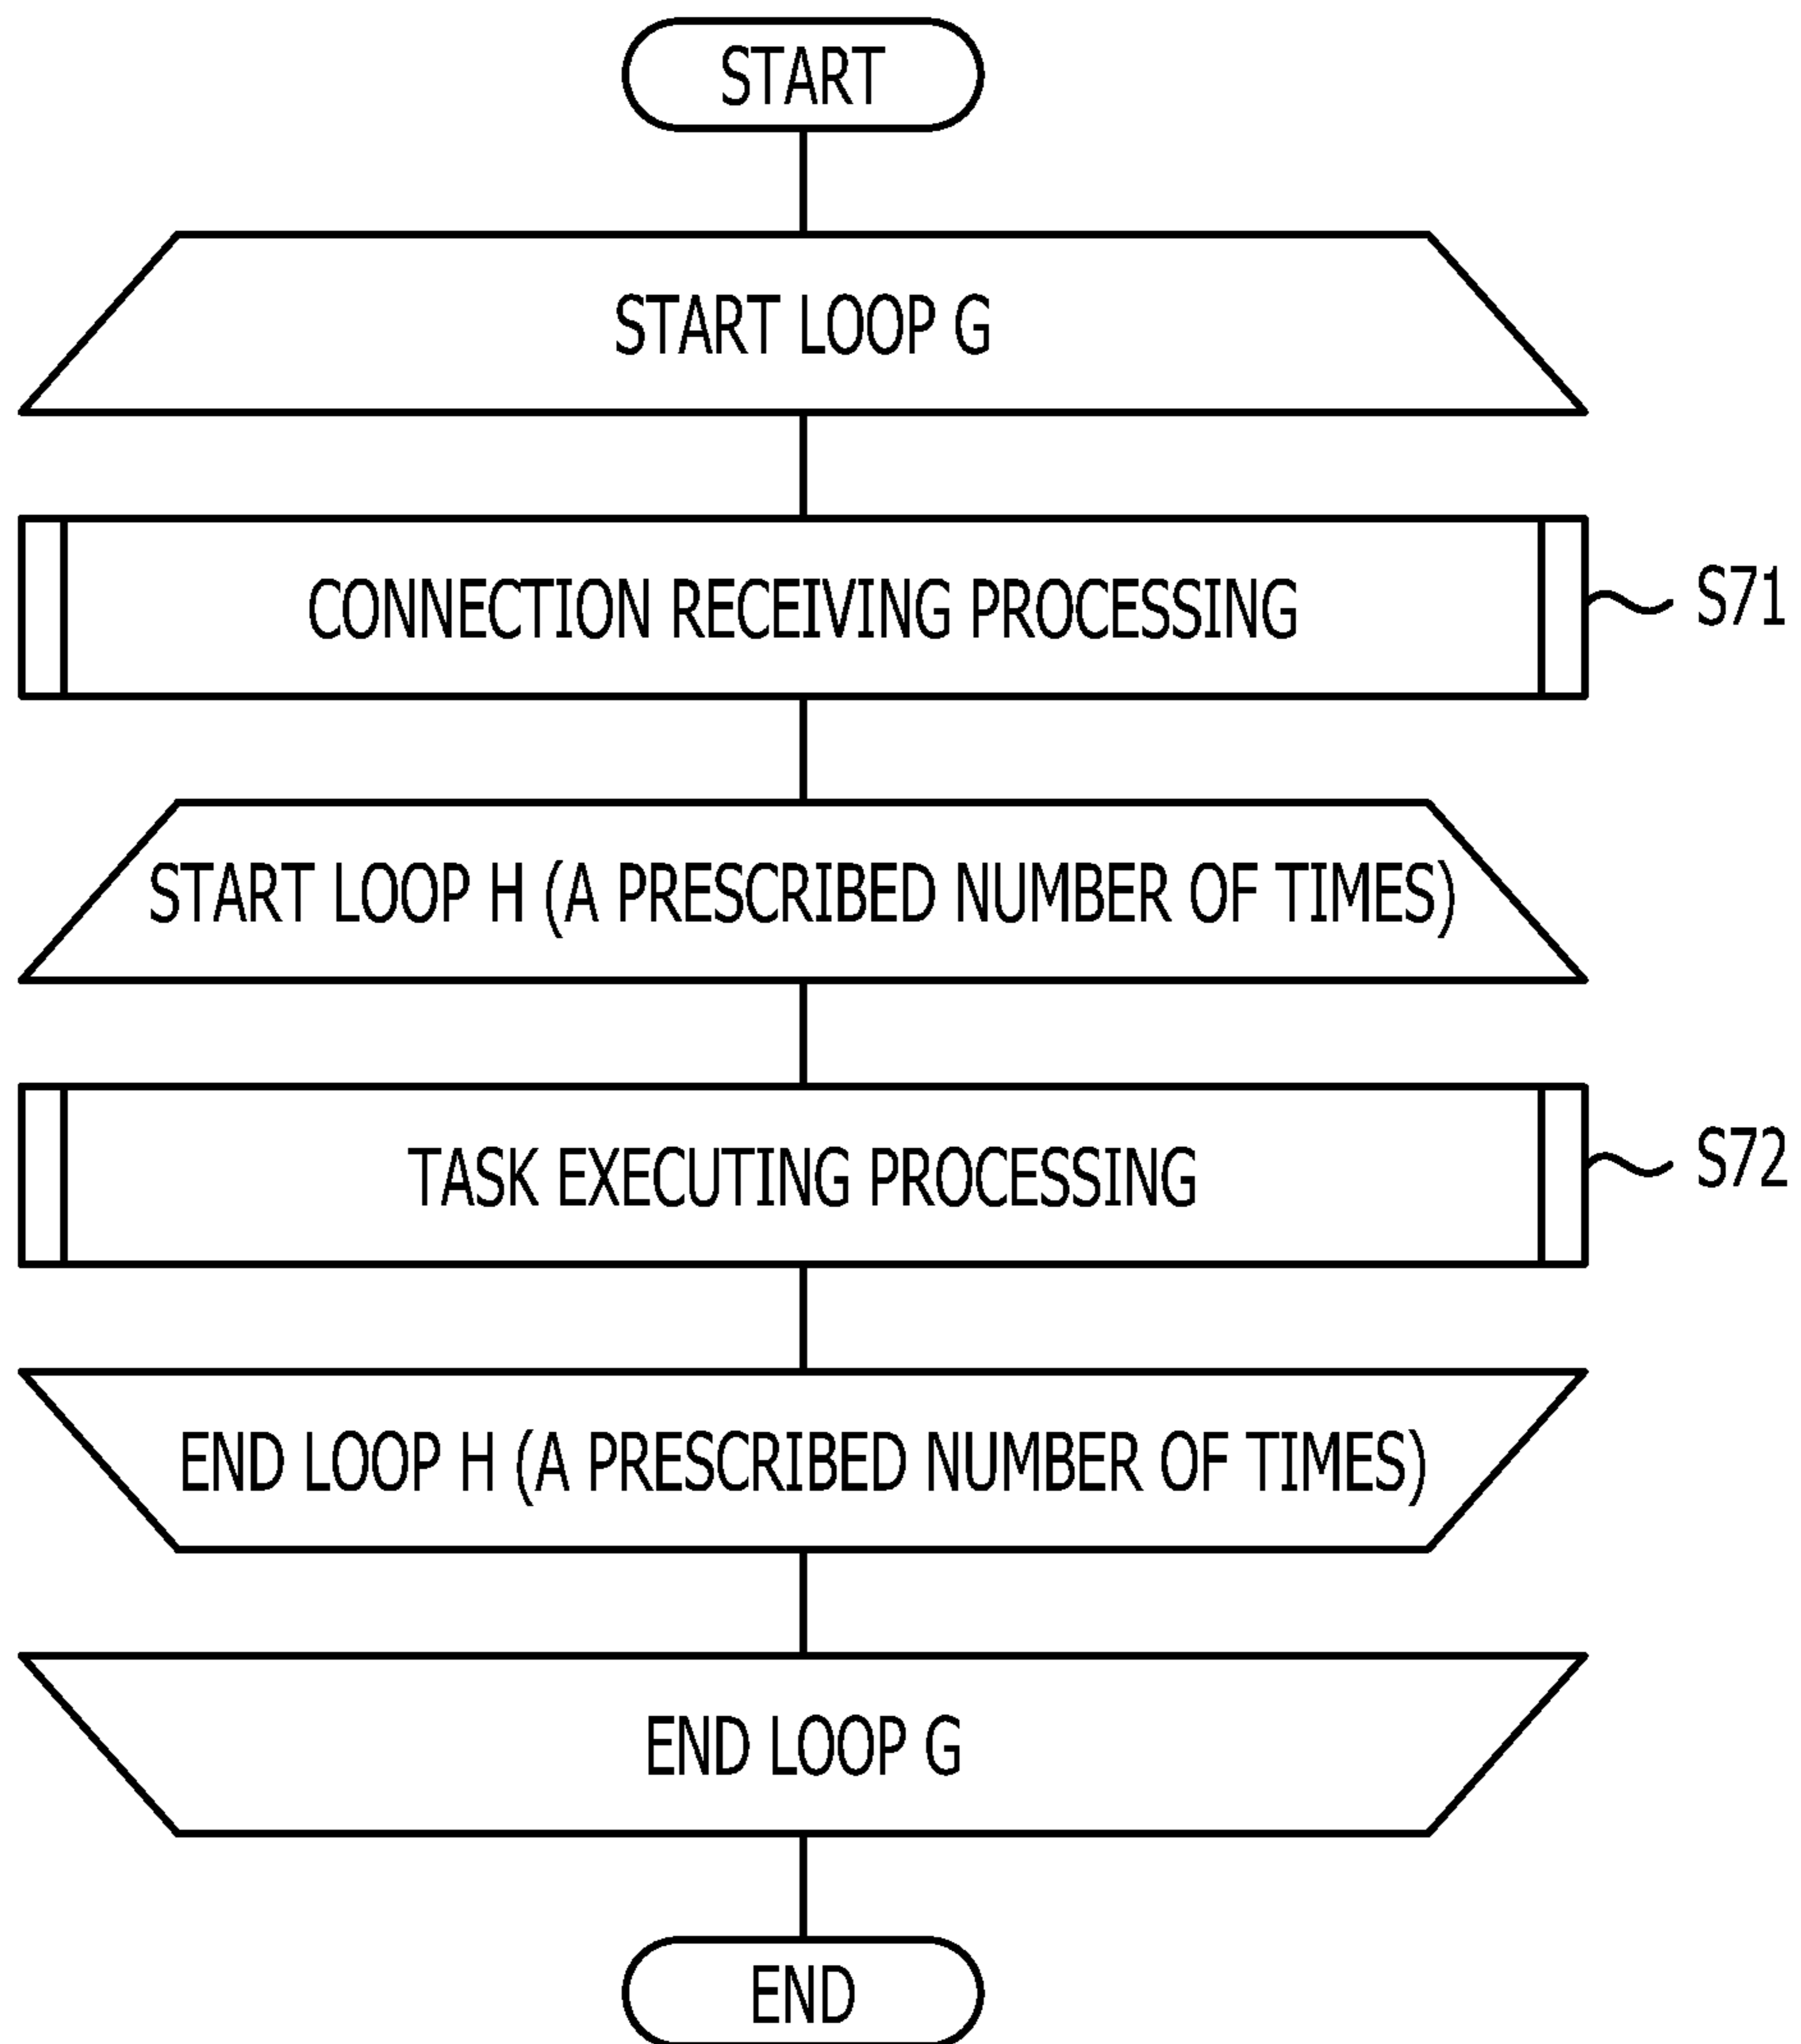 START
START LOOP G
CONNECTION RECEIVING PROCESSING
S71
START LOOP H (A PRESCRIBED NUMBER OF TIMES)
TASK EXECUTING PROCESSING
S72
END LOOP H (A PRESCRIBED NUMBER OF TIMES)
END LOOP G
END